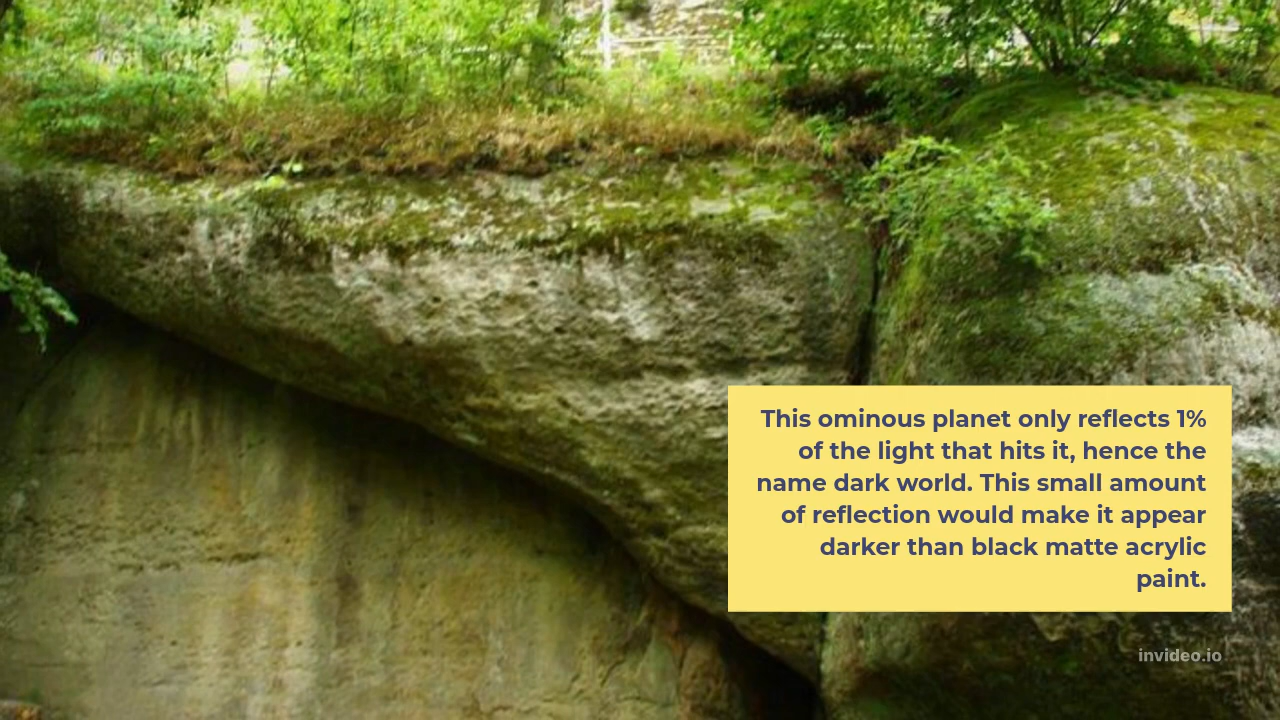 This ominous planet only reflects 1%
of the light that hits it, hence the
name dark world. This small amount
of reflection would make it appear
darker than black matte acrylic
paint.
invideo.io